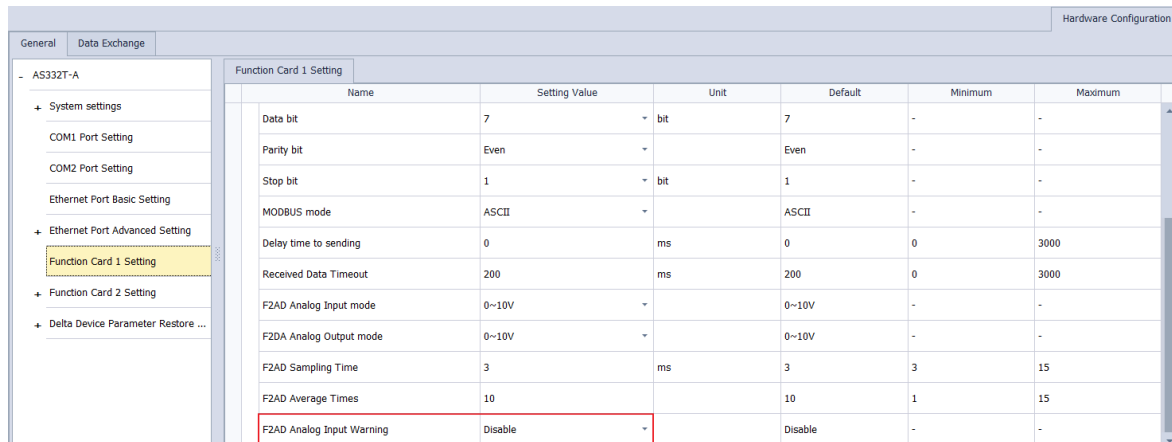 Hardware Configuration
General Data Exchange
- AS332T-A
+ System settings
COM1 Port Setting
COM2 Port Setting
Ethernet Port Basic Setting
+ Ethernet Port Advanced Setting
Function Card 1 Setting
+ Function Card 2 Setting
+ Delta Device Parameter Restore ...
Function Card 1 Setting
Name Setting Value Unit Default Minimum Maximum
Data bit 7 bit 7 - -
Parity bit Even Even - -
Stop bit 1 bit 1 - -
MODBUS mode ASCII ASCII - -
Delay time to sending 0 ms 0 0 3000
Received Data Timeout 200 ms 200 0 3000
F2AD Analog Input mode 0~10V 0~10V - -
F2DA Analog Output mode 0~10V 0~10V - -
F2AD Sampling Time 3 ms 3 3 15
F2AD Average Times 10 10 1 15
F2AD Analog Input Warning Disable Disable - -